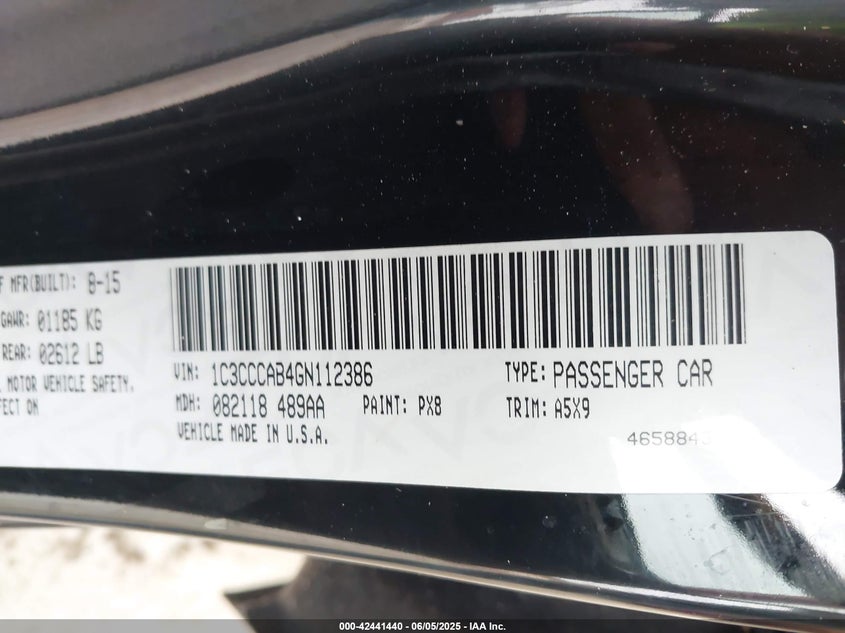 F MFR(BUILT): 8-15
GAWR: 01185 KG
REAR: 02612 LB
MOTOR VEHICLE SAFETY.
FECT ON
VIN: 1C3CCCAB4GN112386
TYPE: PASSENGER CAR
MDH: 082118 489AA
PAINT: PX8
TRIM: A5X9
VEHICLE MADE IN U.S.A.
465884
000-42441440 - 06/05/2025 - IAA Inc.